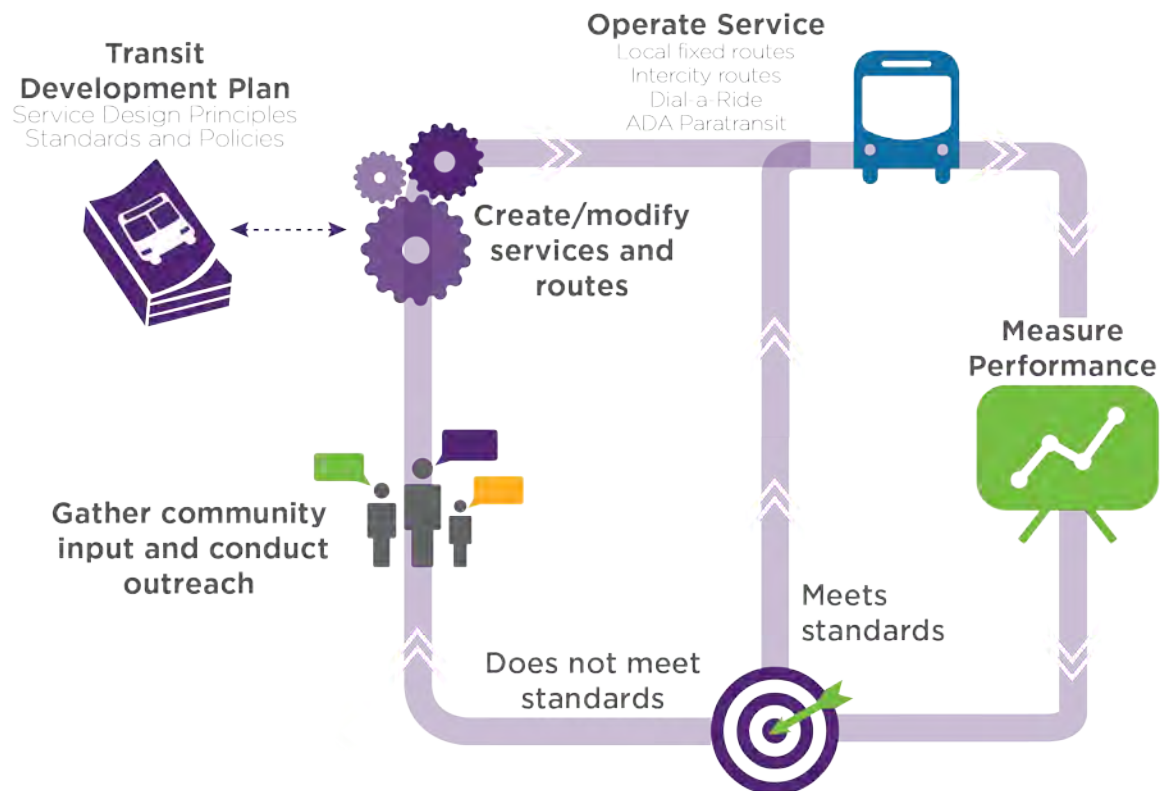 Transit
Development Plan
Service Design Principles
Standards and Policies
Operate Service
Local fixed routes
Intercity routes
Dial-a-Ride
ADA Paratransit
Create/modify
services and
routes
Measure
Performance
Gather community
input and conduct
outreach
Meets
standards
Does not meet
standards